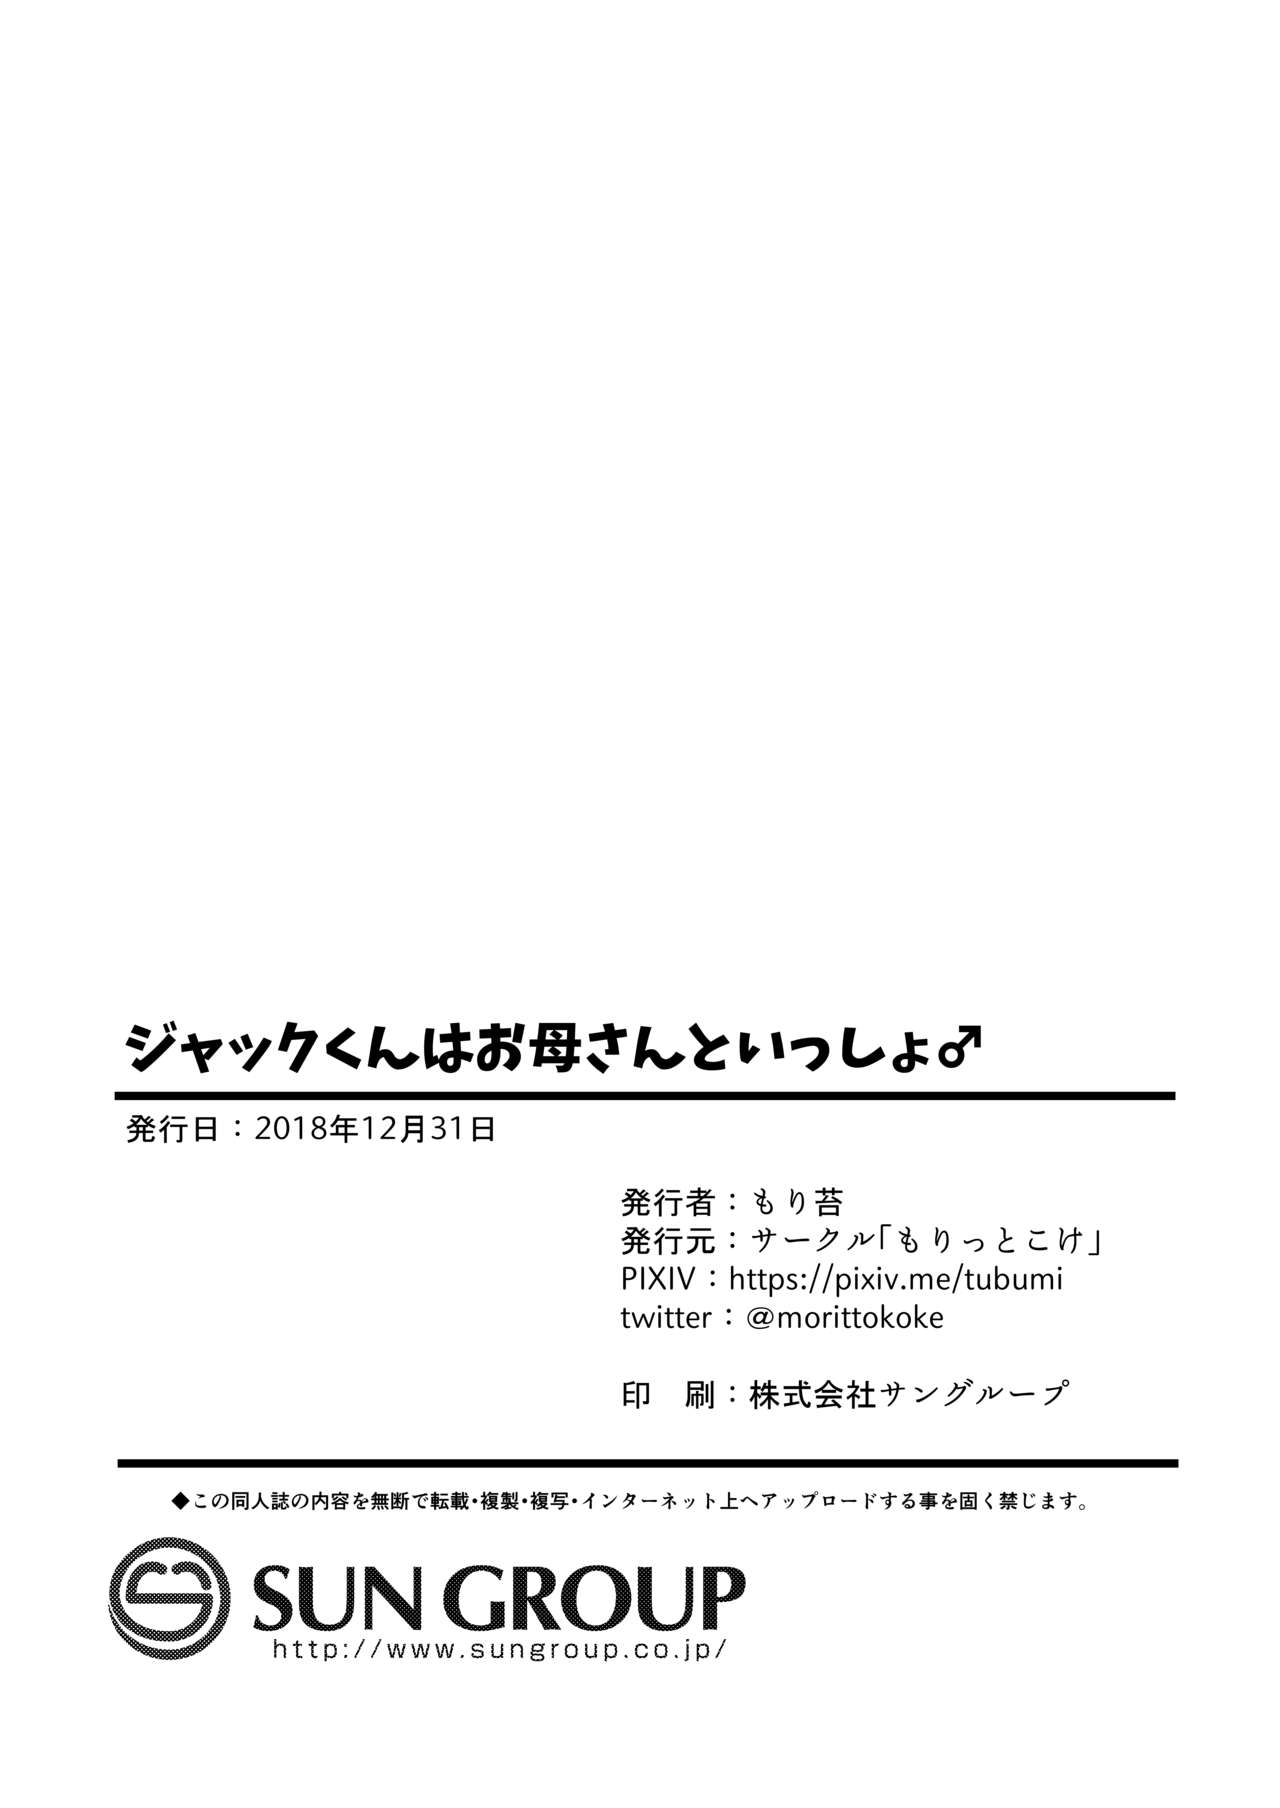 ジャックくんはお母さんといっしょ♂
発行日：2018年12月31日
発行者：もり苔
発行元：サークル「もりっとこけ」
PIXIV：https://pixiv.me/tubumi
twitter：@morittokoke
印　刷：株式会社サングループ
◆この同人誌の内容を無断で転載・複製・複写・インターネット上へアップロードする事を固く禁じます。
SUN GROUP
http://www.sungroup.co.jp/